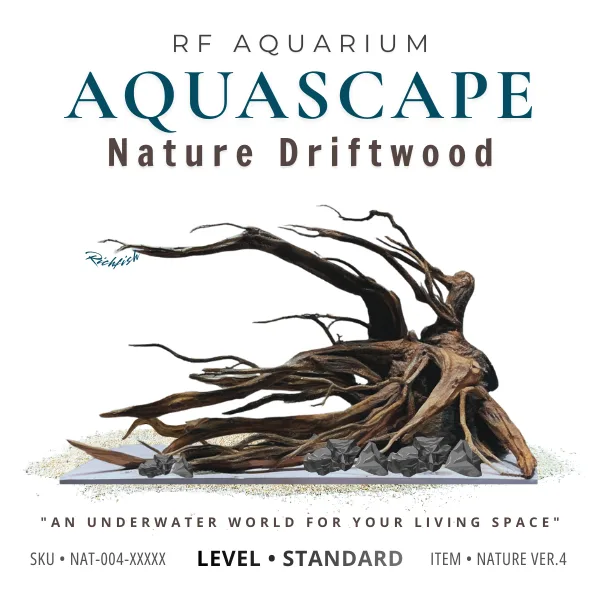 RF AQUARIUM
AQUASCAPE
Nature Driftwood
Richfish
"AN UNDERWATER WORLD FOR YOUR LIVING SPACE"
SKU • NAT-004-XXXXX LEVEL • STANDARD ITEM • NATURE VER.4